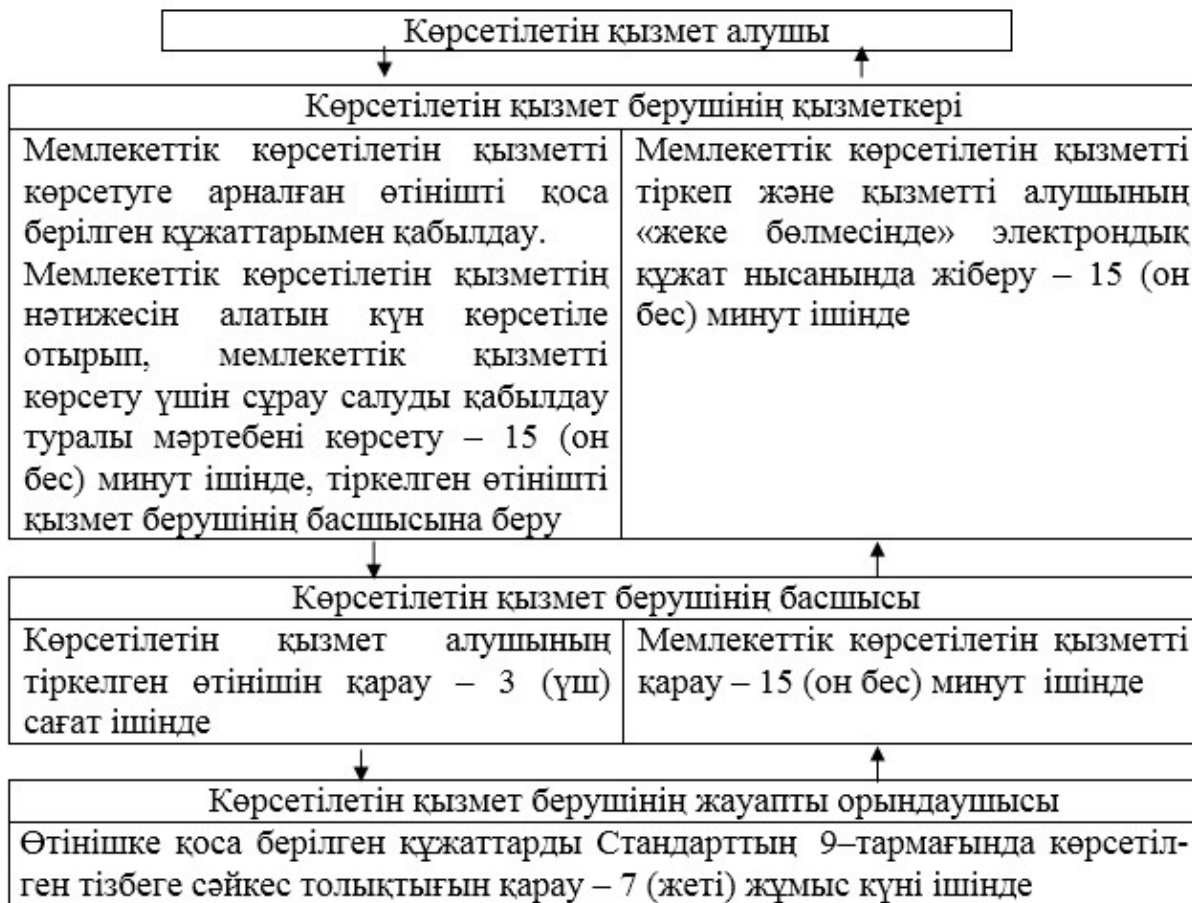 Көрсетілетін қызмет алушы
Көрсетілетін қызмет берушінің қызметкері
Мемлекеттік көрсетілетін қызметті
көрсетуге арналған өтінішті қоса
берілген құжаттарымен қабылдау.
Мемлекеттік көрсетілетін қызметтің
нәтижесін алатын күн көрсетіле
отырып, мемлекеттік қызметті
көрсету үшін сұрау салуды қабылдау
туралы мәртебені көрсету – 15 (он
бес) минут ішінде, тіркелген өтінішті
қызмет берушінің басшысына беру
Мемлекеттік көрсетілетін қызметті
тіркеп және қызметті алушының
«жеке бөлмесінде» электрондық
құжат нысанында жіберу – 15 (он
бес) минут ішінде
Көрсетілетін қызмет берушінің басшысы
Көрсетілетін қызмет алушының
тіркелген өтінішін қарау – 3 (үш)
сағат ішінде
Мемлекеттік көрсетілетін қызметті
қарау – 15 (он бес) минут ішінде
Көрсетілетін қызмет берушінің жауапты орындаушысы
Өтінішке қоса берілген құжаттарды Стандарттың 9–тармағында көрсетіл-
ген тізбеге сәйкес толықтығын қарау – 7 (жеті) жұмыс күні ішінде